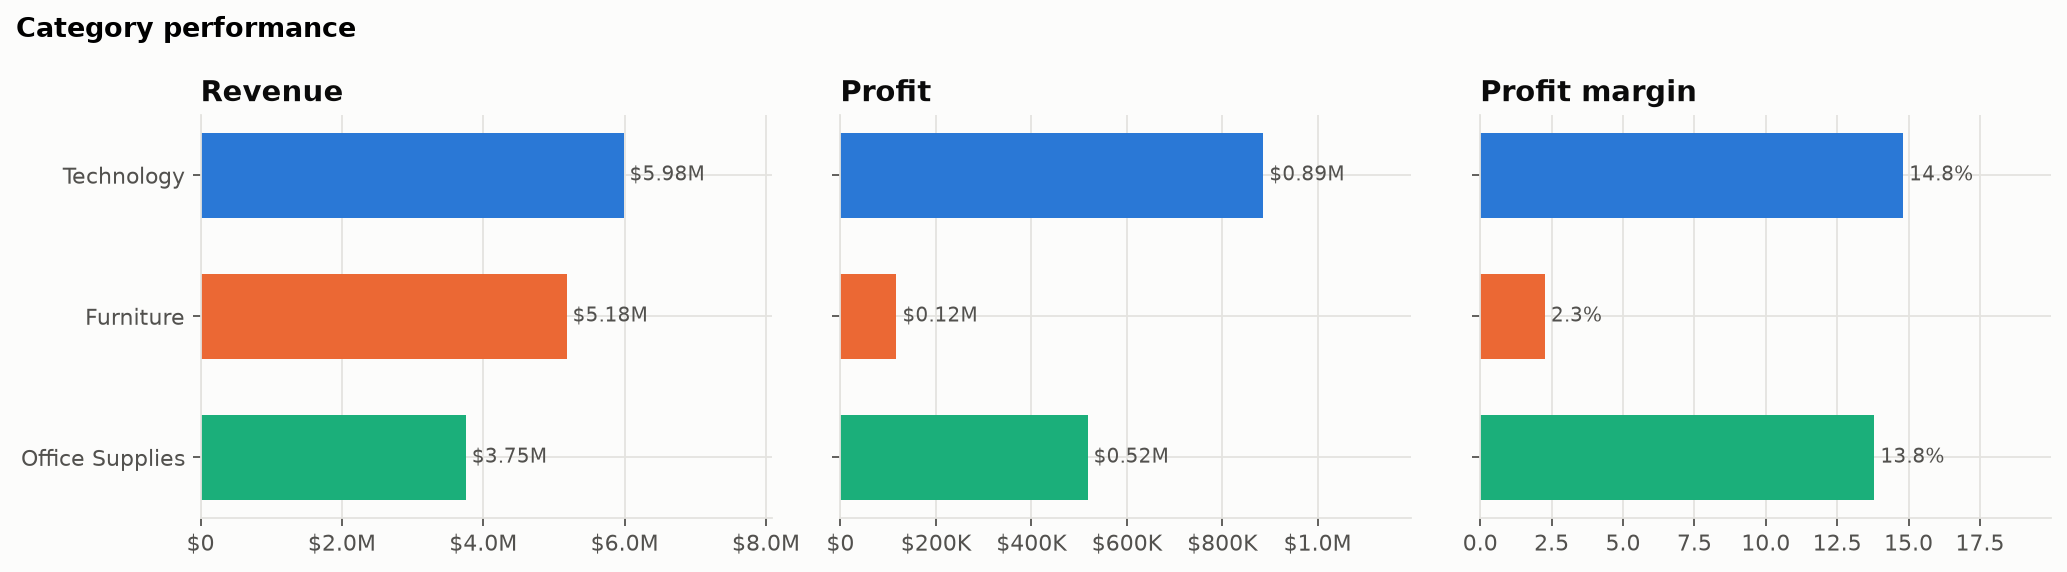 Category performance
Revenue
Profit
Profit margin
Technology
$5.98M
$0.89M
14.8%
Furniture
$5.18M
$0.12M
2.3%
Office Supplies
$3.75M
$0.52M
13.8%
$0 $2.0M $4.0M $6.0M $8.0M
$0 $200K $400K $600K $800K $1.0M
0.0 2.5 5.0 7.5 10.0 12.5 15.0 17.5